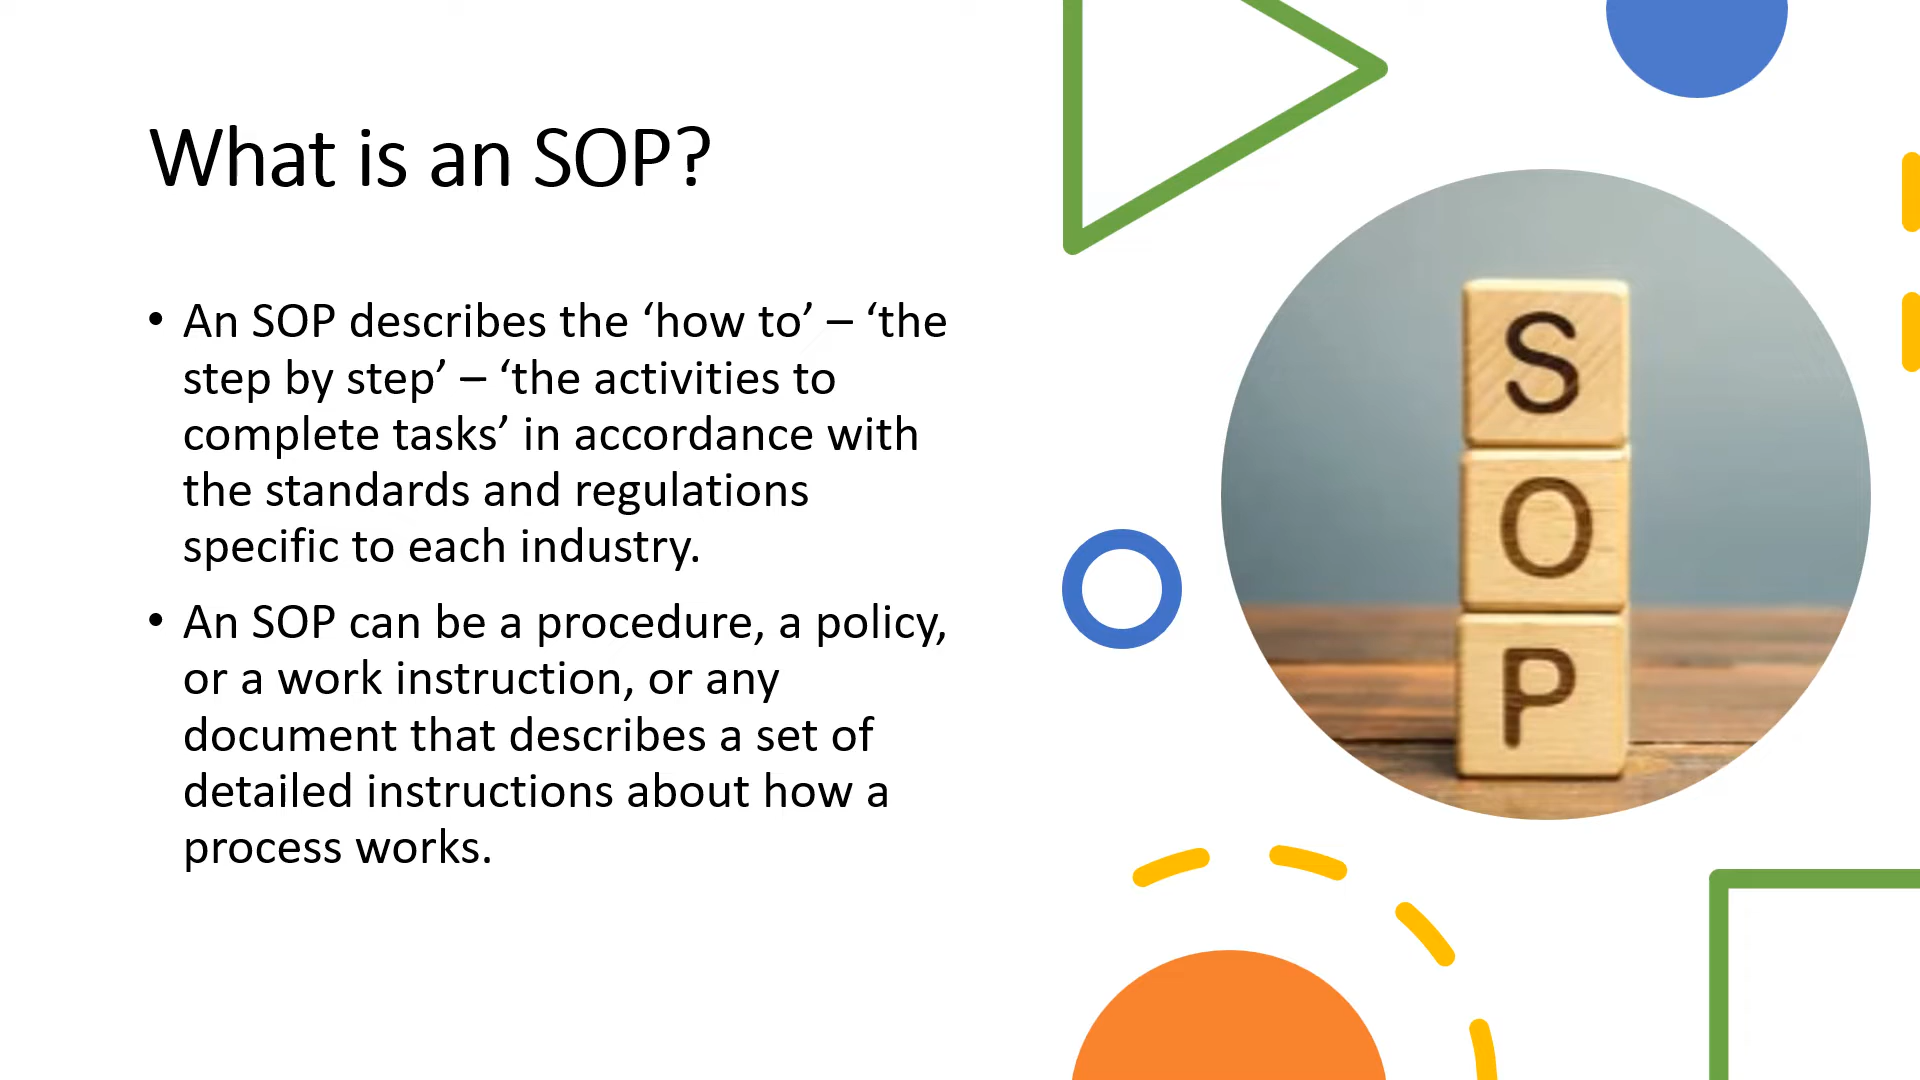 What is an SOP?
• An SOP describes the ‘how to’ – ‘the
step by step’ – ‘the activities to
complete tasks’ in accordance with
the standards and regulations
specific to each industry.
• An SOP can be a procedure, a policy,
or a work instruction, or any
document that describes a set of
detailed instructions about how a
process works.
S
O
P